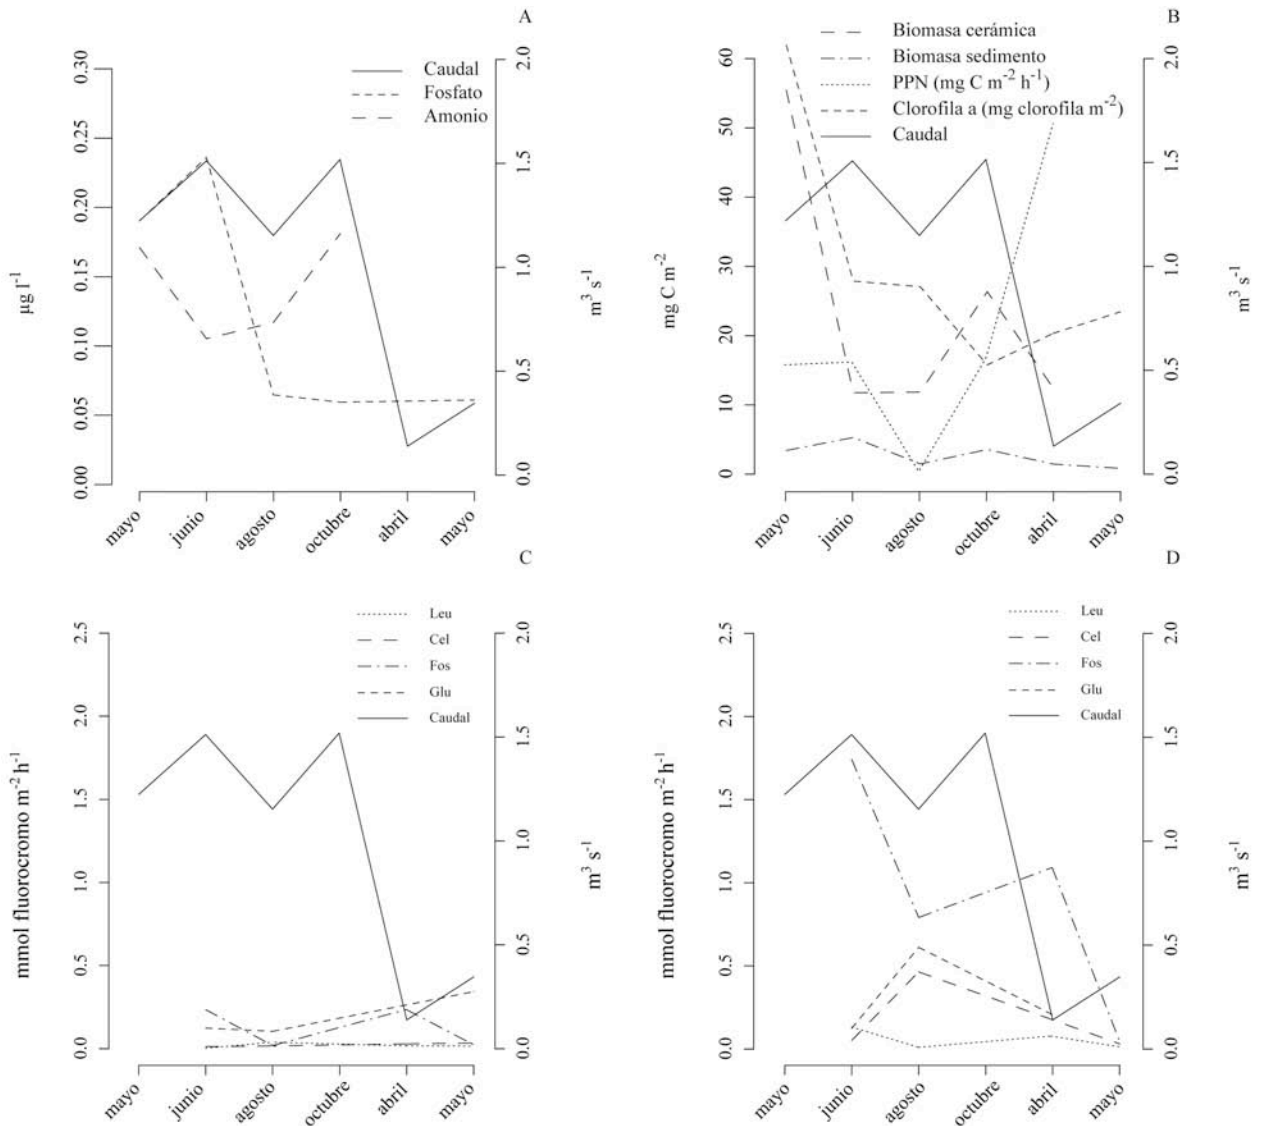 A
Caudal
Fosfato
Amonio
0.30
0.25
0.20
0.15
0.10
0.05
0.00
µg l⁻¹
2.0
1.5
1.0
0.5
0.0
m³ s⁻¹
mayo
junio
agosto
octubre
abril
mayo
B
Biomasa cerámica
Biomasa sedimento
PPN (mg C m⁻² h⁻¹)
Clorofila a (mg clorofila m⁻²)
Caudal
60
50
40
30
20
10
0
mg C m⁻²
2.0
1.5
1.0
0.5
0.0
m³ s⁻¹
mayo
junio
agosto
octubre
abril
mayo
C
Leu
Cel
Fos
Glu
Caudal
2.5
2.0
1.5
1.0
0.5
0.0
mmol fluorocromo m⁻² h⁻¹
2.0
1.5
1.0
0.5
0.0
m³ s⁻¹
mayo
junio
agosto
octubre
abril
mayo
D
Leu
Cel
Fos
Glu
Caudal
2.5
2.0
1.5
1.0
0.5
0.0
mmol fluorocromo m⁻² h⁻¹
2.0
1.5
1.0
0.5
0.0
m³ s⁻¹
mayo
junio
agosto
octubre
abril
mayo